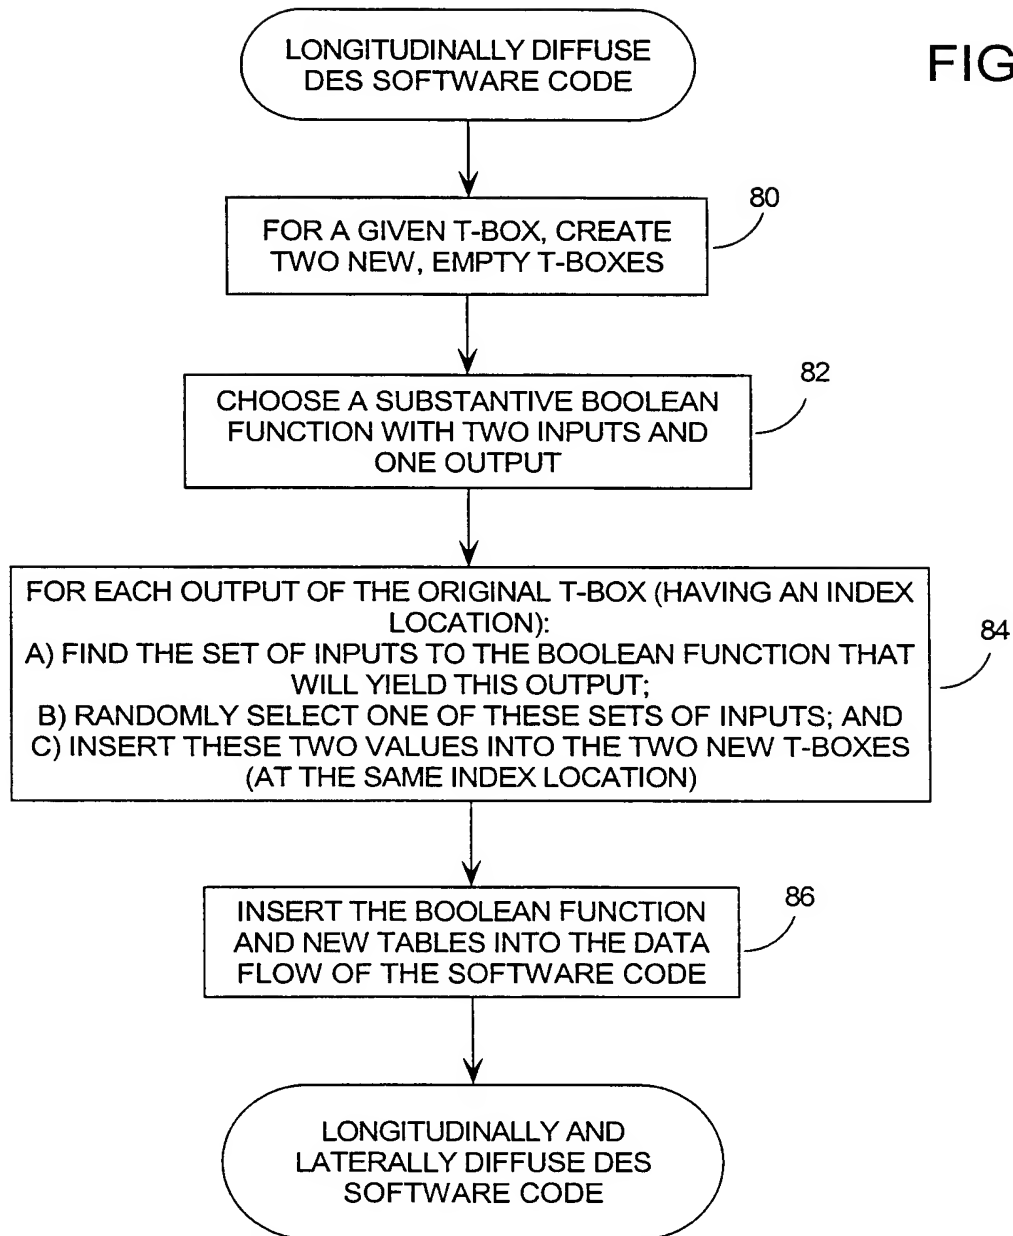 LONGITUDINALLY DIFFUSE
DES SOFTWARE CODE
FIG
80
FOR A GIVEN T-BOX, CREATE
TWO NEW, EMPTY T-BOXES
82
CHOOSE A SUBSTANTIVE BOOLEAN
FUNCTION WITH TWO INPUTS AND
ONE OUTPUT
FOR EACH OUTPUT OF THE ORIGINAL T-BOX (HAVING AN INDEX
LOCATION):
A) FIND THE SET OF INPUTS TO THE BOOLEAN FUNCTION THAT
WILL YIELD THIS OUTPUT;
B) RANDOMLY SELECT ONE OF THESE SETS OF INPUTS; AND
C) INSERT THESE TWO VALUES INTO THE TWO NEW T-BOXES
(AT THE SAME INDEX LOCATION)
84
INSERT THE BOOLEAN FUNCTION
AND NEW TABLES INTO THE DATA
FLOW OF THE SOFTWARE CODE
86
LONGITUDINALLY AND
LATERALLY DIFFUSE DES
SOFTWARE CODE